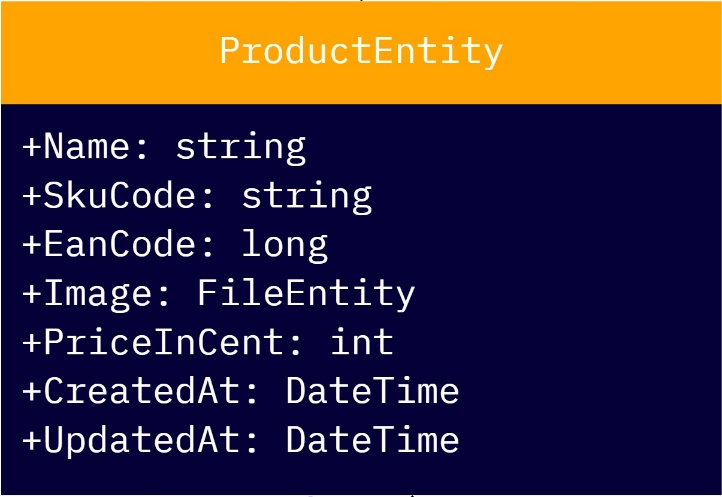 ProductEntity
+Name: string
+SkuCode: string
+EanCode: long
+Image: FileEntity
+PriceInCent: int
+CreatedAt: DateTime
+UpdatedAt: DateTime